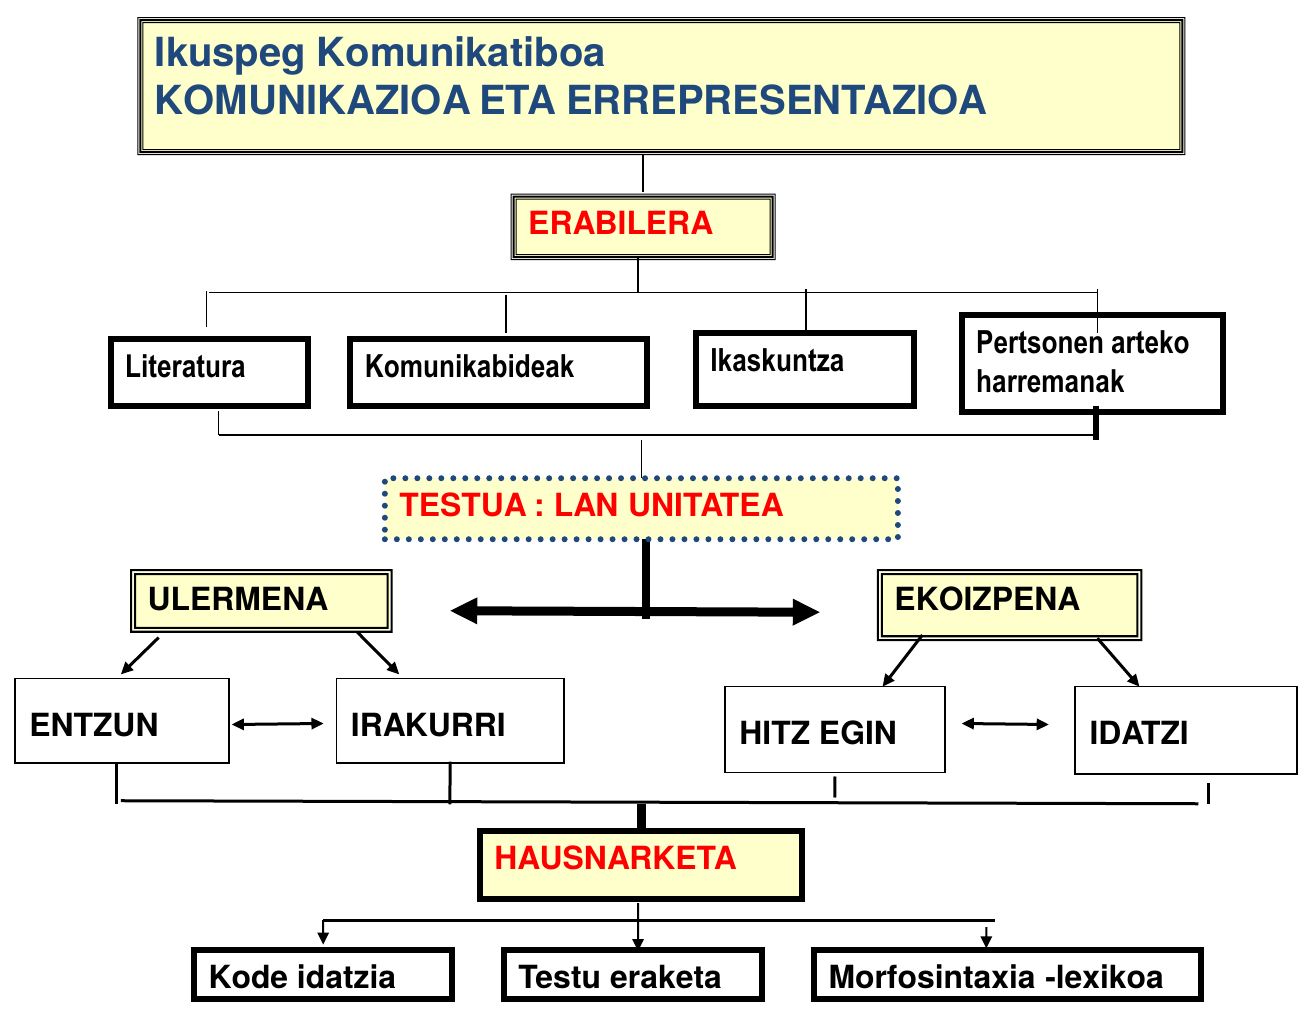 Ikuspeg Komunikatiboa
KOMUNIKAZIOA ETA ERREPRESENTAZIOA
ERABILERA
Literatura
Komunikabideak
Ikaskuntza
Pertsonen arteko
harremanak
TESTUA : LAN UNITATEA
ULERMENA
EKOIZPENA
ENTZUN
IRAKURRI
HITZ EGIN
IDATZI
HAUSNARKETA
Kode idatzia
Testu eraketa
Morfosintaxia -lexikoa